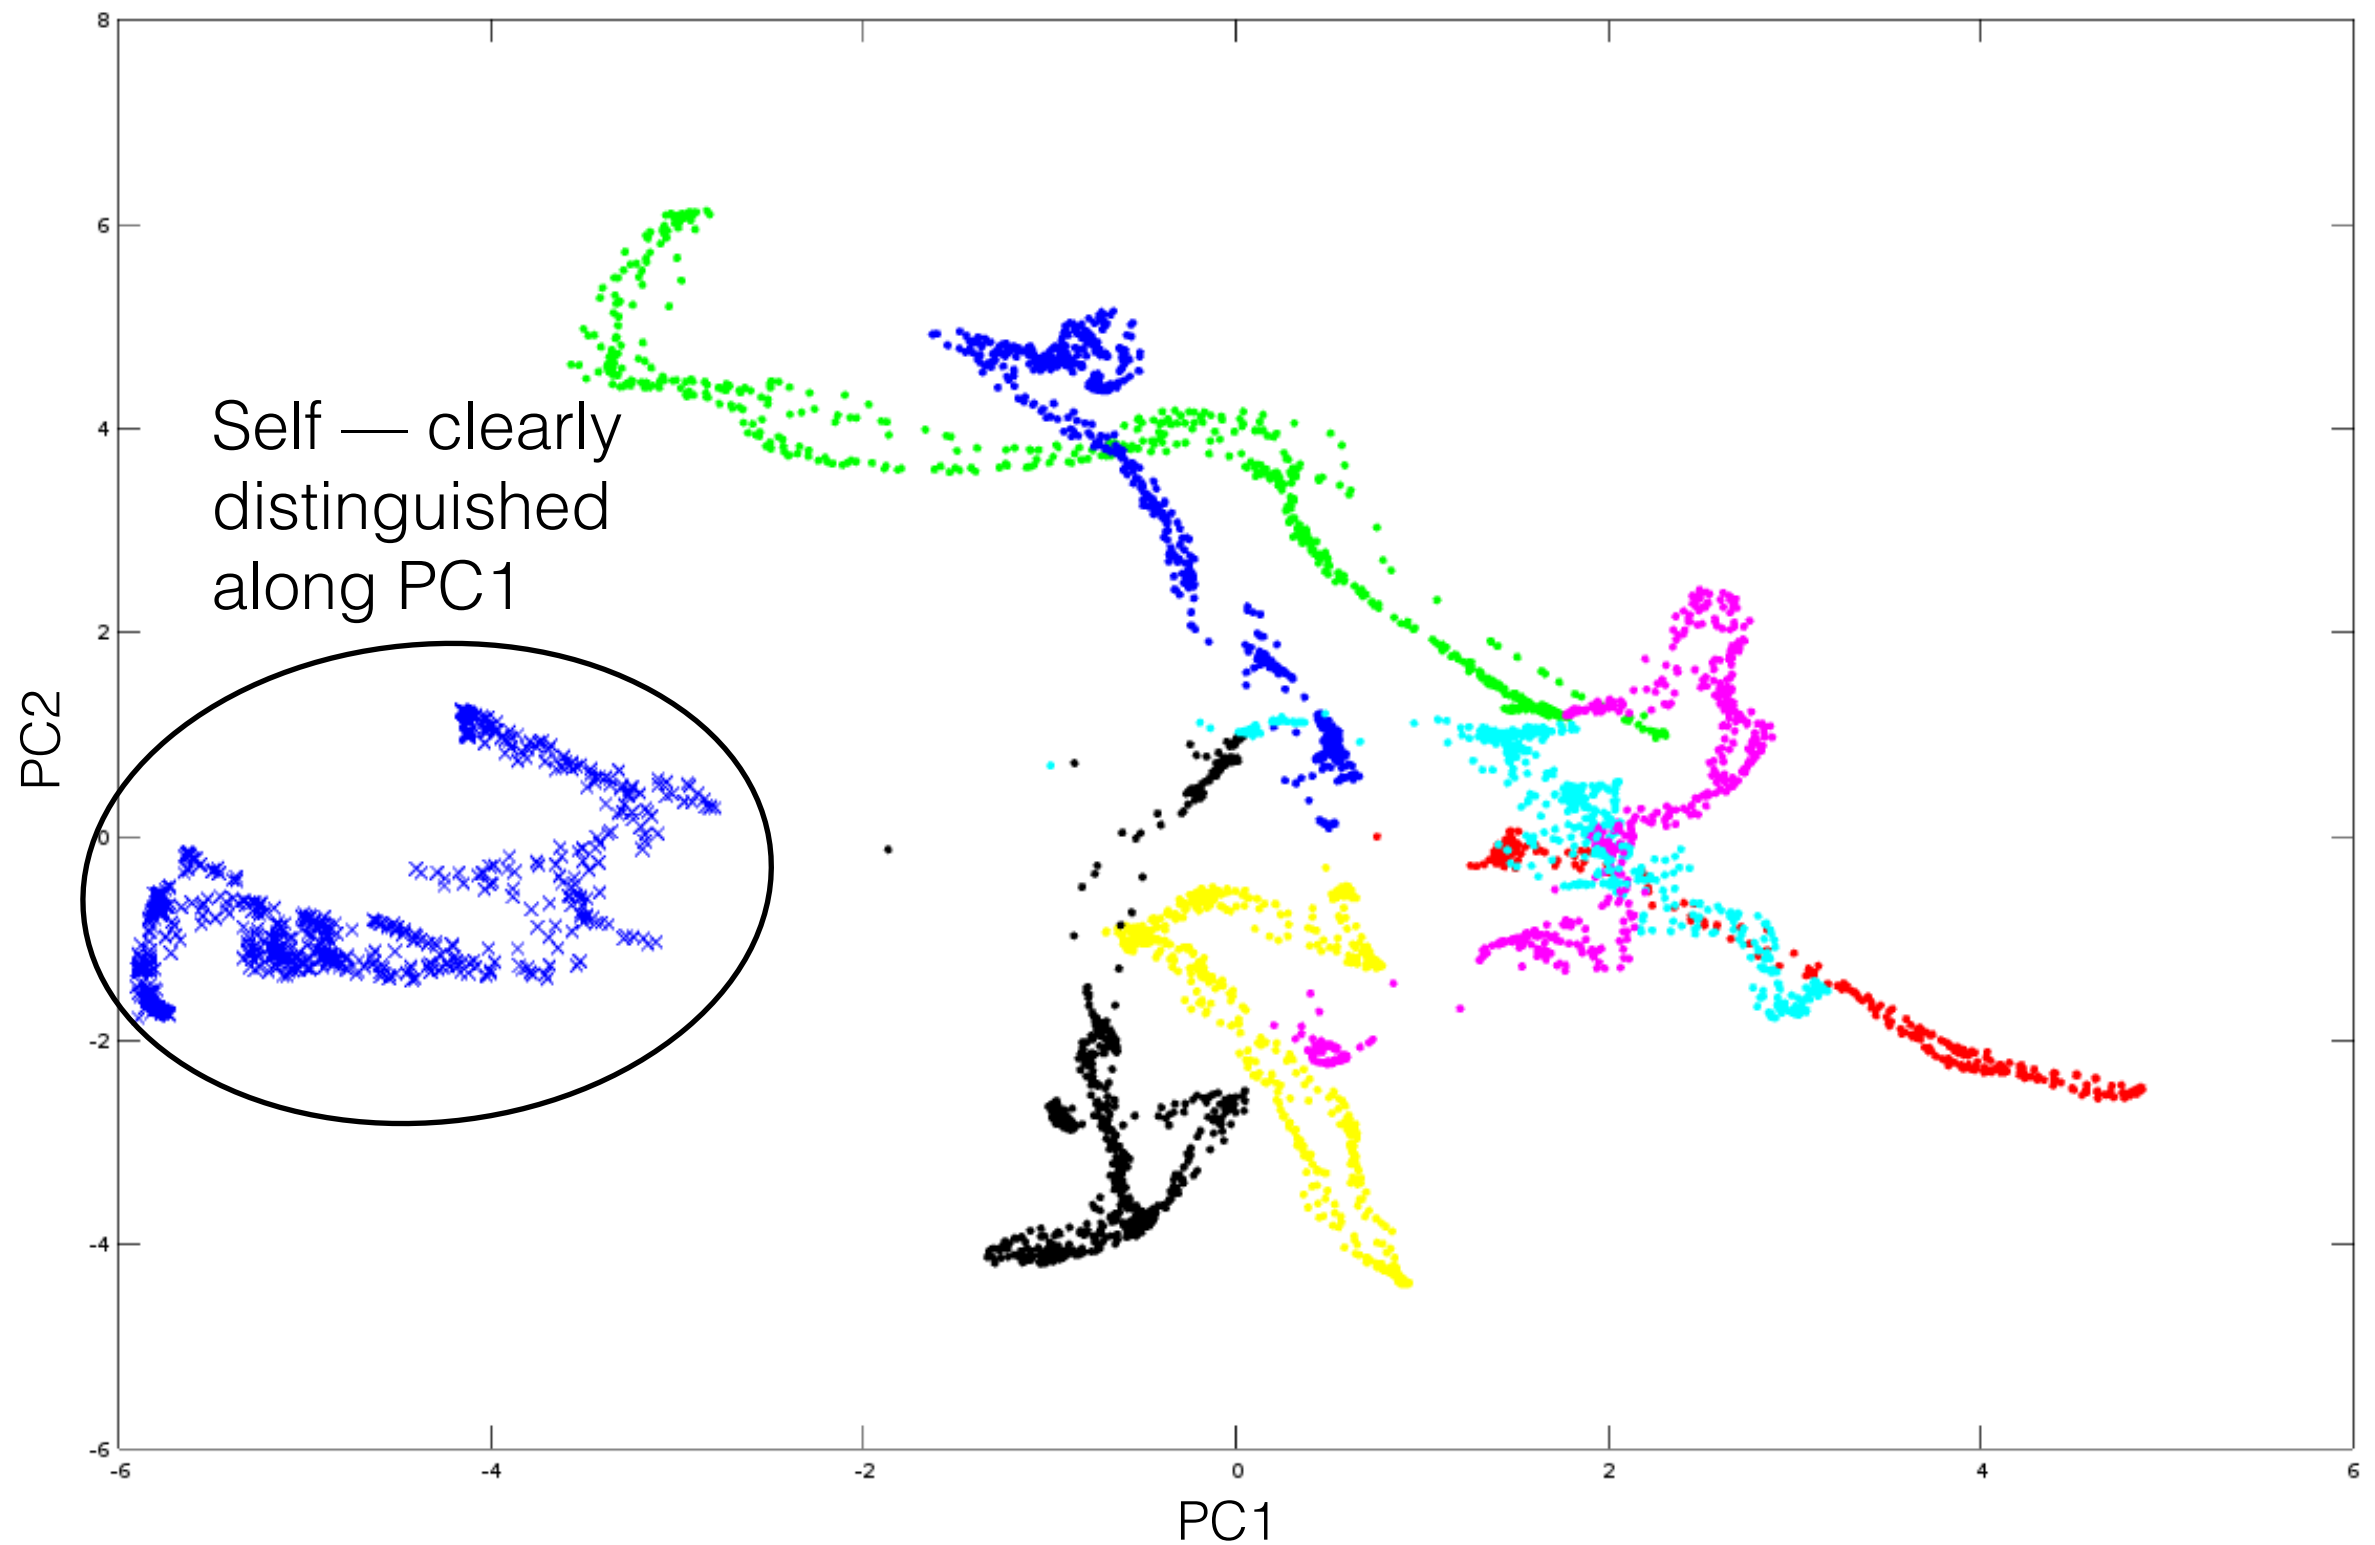 8
6
Self — clearly
4
distinguished
along PC1
2
PC2
0
-2
-4
-6
-6 -4 -2 0 2 4 6
PC1